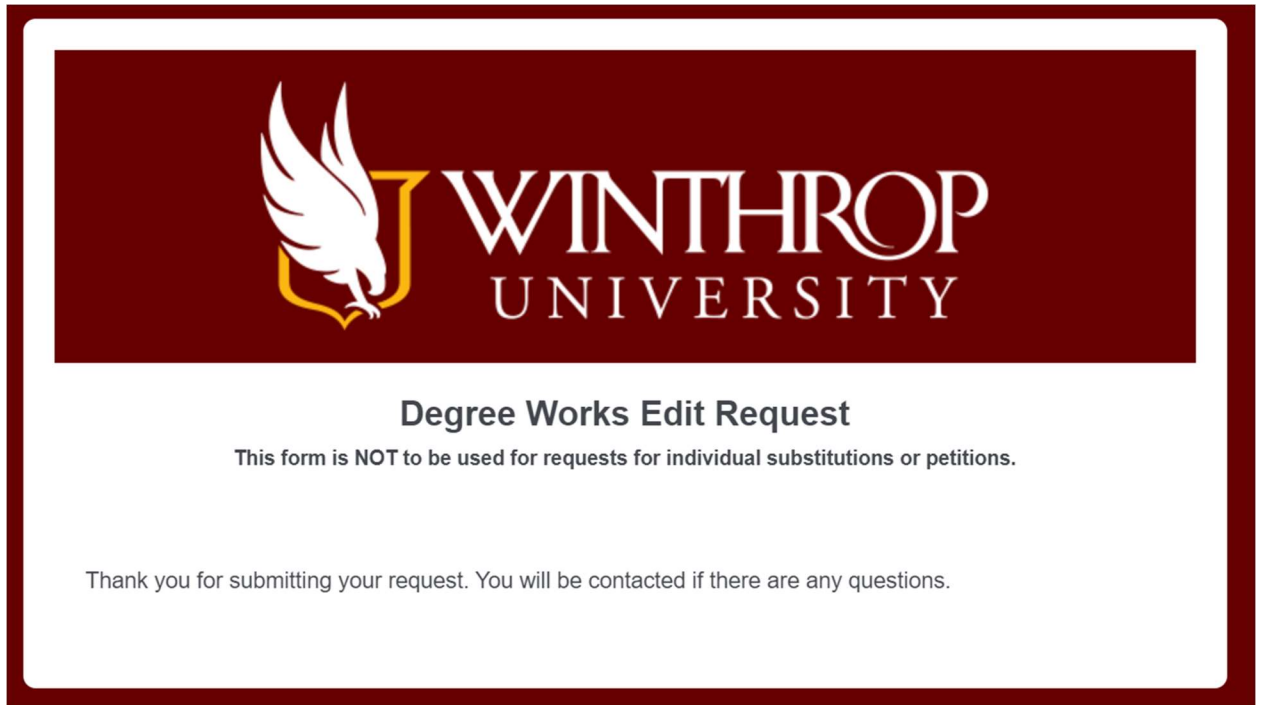 WINTHROP
UNIVERSITY
Degree Works Edit Request
This form is NOT to be used for requests for individual substitutions or petitions.
Thank you for submitting your request. You will be contacted if there are any questions.